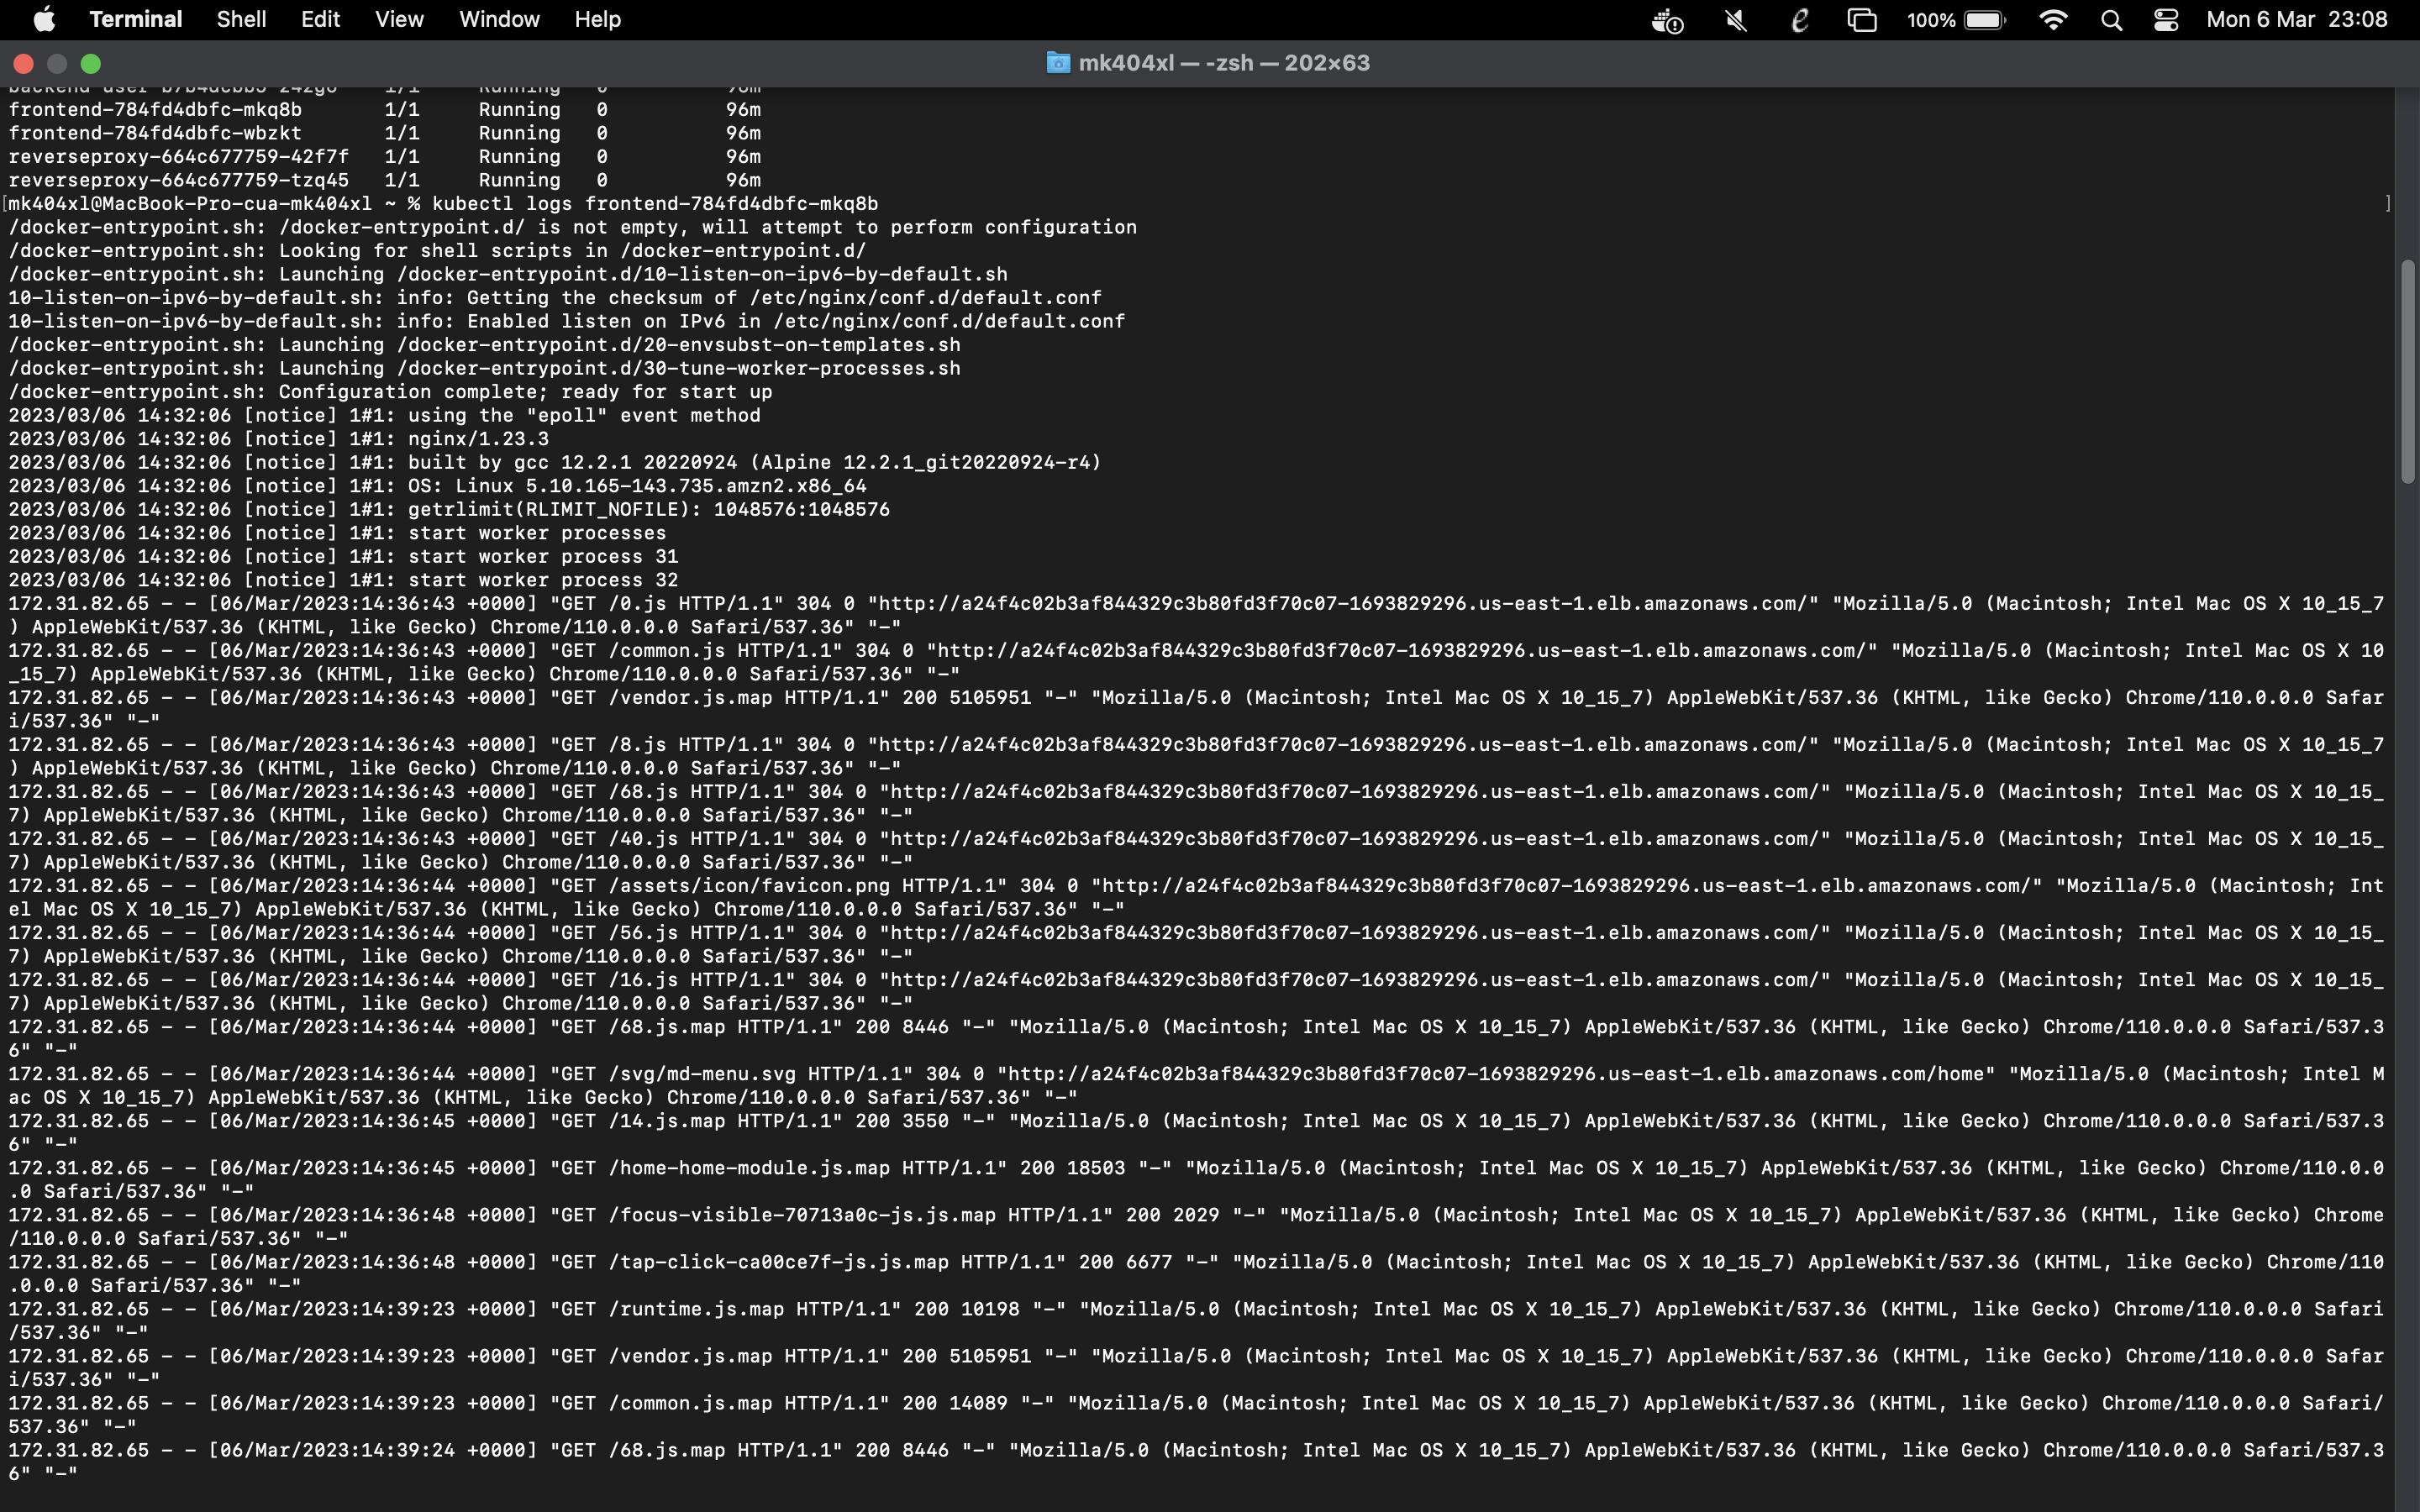 Terminal Shell Edit View Window Help 100% Mon 6 Mar 23:08
mk404xl — -zsh — 202×63
frontend-784fd4dbfc-mkq8b 1/1 Running 0 96m
frontend-784fd4dbfc-wbzkt 1/1 Running 0 96m
reverseproxy-664c677759-42f7f 1/1 Running 0 96m
reverseproxy-664c677759-tzq45 1/1 Running 0 96m
[mk404xl@MacBook-Pro-cua-mk404xl ~ % kubectl logs frontend-784fd4dbfc-mkq8b ]
/docker-entrypoint.sh: /docker-entrypoint.d/ is not empty, will attempt to perform configuration
/docker-entrypoint.sh: Looking for shell scripts in /docker-entrypoint.d/
/docker-entrypoint.sh: Launching /docker-entrypoint.d/10-listen-on-ipv6-by-default.sh
10-listen-on-ipv6-by-default.sh: info: Getting the checksum of /etc/nginx/conf.d/default.conf
10-listen-on-ipv6-by-default.sh: info: Enabled listen on IPv6 in /etc/nginx/conf.d/default.conf
/docker-entrypoint.sh: Launching /docker-entrypoint.d/20-envsubst-on-templates.sh
/docker-entrypoint.sh: Launching /docker-entrypoint.d/30-tune-worker-processes.sh
/docker-entrypoint.sh: Configuration complete; ready for start up
2023/03/06 14:32:06 [notice] 1#1: using the "epoll" event method
2023/03/06 14:32:06 [notice] 1#1: nginx/1.23.3
2023/03/06 14:32:06 [notice] 1#1: built by gcc 12.2.1 20220924 (Alpine 12.2.1_git20220924-r4)
2023/03/06 14:32:06 [notice] 1#1: OS: Linux 5.10.165-143.735.amzn2.x86_64
2023/03/06 14:32:06 [notice] 1#1: getrlimit(RLIMIT_NOFILE): 1048576:1048576
2023/03/06 14:32:06 [notice] 1#1: start worker processes
2023/03/06 14:32:06 [notice] 1#1: start worker process 31
2023/03/06 14:32:06 [notice] 1#1: start worker process 32
172.31.82.65 - - [06/Mar/2023:14:36:43 +0000] "GET /0.js HTTP/1.1" 304 0 "http://a24f4c02b3af844329c3b80fd3f70c07-1693829296.us-east-1.elb.amazonaws.com/" "Mozilla/5.0 (Macintosh; Intel Mac OS X 10_15_7
) AppleWebKit/537.36 (KHTML, like Gecko) Chrome/110.0.0.0 Safari/537.36" "-"
172.31.82.65 - - [06/Mar/2023:14:36:43 +0000] "GET /common.js HTTP/1.1" 304 0 "http://a24f4c02b3af844329c3b80fd3f70c07-1693829296.us-east-1.elb.amazonaws.com/" "Mozilla/5.0 (Macintosh; Intel Mac OS X 10
_15_7) AppleWebKit/537.36 (KHTML, like Gecko) Chrome/110.0.0.0 Safari/537.36" "-"
172.31.82.65 - - [06/Mar/2023:14:36:43 +0000] "GET /vendor.js.map HTTP/1.1" 200 5105951 "-" "Mozilla/5.0 (Macintosh; Intel Mac OS X 10_15_7) AppleWebKit/537.36 (KHTML, like Gecko) Chrome/110.0.0.0 Safar
i/537.36" "-"
172.31.82.65 - - [06/Mar/2023:14:36:43 +0000] "GET /8.js HTTP/1.1" 304 0 "http://a24f4c02b3af844329c3b80fd3f70c07-1693829296.us-east-1.elb.amazonaws.com/" "Mozilla/5.0 (Macintosh; Intel Mac OS X 10_15_7
) AppleWebKit/537.36 (KHTML, like Gecko) Chrome/110.0.0.0 Safari/537.36" "-"
172.31.82.65 - - [06/Mar/2023:14:36:43 +0000] "GET /68.js HTTP/1.1" 304 0 "http://a24f4c02b3af844329c3b80fd3f70c07-1693829296.us-east-1.elb.amazonaws.com/" "Mozilla/5.0 (Macintosh; Intel Mac OS X 10_15_
7) AppleWebKit/537.36 (KHTML, like Gecko) Chrome/110.0.0.0 Safari/537.36" "-"
172.31.82.65 - - [06/Mar/2023:14:36:43 +0000] "GET /40.js HTTP/1.1" 304 0 "http://a24f4c02b3af844329c3b80fd3f70c07-1693829296.us-east-1.elb.amazonaws.com/" "Mozilla/5.0 (Macintosh; Intel Mac OS X 10_15_
7) AppleWebKit/537.36 (KHTML, like Gecko) Chrome/110.0.0.0 Safari/537.36" "-"
172.31.82.65 - - [06/Mar/2023:14:36:44 +0000] "GET /assets/icon/favicon.png HTTP/1.1" 304 0 "http://a24f4c02b3af844329c3b80fd3f70c07-1693829296.us-east-1.elb.amazonaws.com/" "Mozilla/5.0 (Macintosh; Int
el Mac OS X 10_15_7) AppleWebKit/537.36 (KHTML, like Gecko) Chrome/110.0.0.0 Safari/537.36" "-"
172.31.82.65 - - [06/Mar/2023:14:36:44 +0000] "GET /56.js HTTP/1.1" 304 0 "http://a24f4c02b3af844329c3b80fd3f70c07-1693829296.us-east-1.elb.amazonaws.com/" "Mozilla/5.0 (Macintosh; Intel Mac OS X 10_15_
7) AppleWebKit/537.36 (KHTML, like Gecko) Chrome/110.0.0.0 Safari/537.36" "-"
172.31.82.65 - - [06/Mar/2023:14:36:44 +0000] "GET /16.js HTTP/1.1" 304 0 "http://a24f4c02b3af844329c3b80fd3f70c07-1693829296.us-east-1.elb.amazonaws.com/" "Mozilla/5.0 (Macintosh; Intel Mac OS X 10_15_
7) AppleWebKit/537.36 (KHTML, like Gecko) Chrome/110.0.0.0 Safari/537.36" "-"
172.31.82.65 - - [06/Mar/2023:14:36:44 +0000] "GET /68.js.map HTTP/1.1" 200 8446 "-" "Mozilla/5.0 (Macintosh; Intel Mac OS X 10_15_7) AppleWebKit/537.36 (KHTML, like Gecko) Chrome/110.0.0.0 Safari/537.3
6" "-"
172.31.82.65 - - [06/Mar/2023:14:36:44 +0000] "GET /svg/md-menu.svg HTTP/1.1" 304 0 "http://a24f4c02b3af844329c3b80fd3f70c07-1693829296.us-east-1.elb.amazonaws.com/home" "Mozilla/5.0 (Macintosh; Intel M
ac OS X 10_15_7) AppleWebKit/537.36 (KHTML, like Gecko) Chrome/110.0.0.0 Safari/537.36" "-"
172.31.82.65 - - [06/Mar/2023:14:36:45 +0000] "GET /14.js.map HTTP/1.1" 200 3550 "-" "Mozilla/5.0 (Macintosh; Intel Mac OS X 10_15_7) AppleWebKit/537.36 (KHTML, like Gecko) Chrome/110.0.0.0 Safari/537.3
6" "-"
172.31.82.65 - - [06/Mar/2023:14:36:45 +0000] "GET /home-home-module.js.map HTTP/1.1" 200 18503 "-" "Mozilla/5.0 (Macintosh; Intel Mac OS X 10_15_7) AppleWebKit/537.36 (KHTML, like Gecko) Chrome/110.0.0
.0 Safari/537.36" "-"
172.31.82.65 - - [06/Mar/2023:14:36:48 +0000] "GET /focus-visible-70713a0c-js.js.map HTTP/1.1" 200 2029 "-" "Mozilla/5.0 (Macintosh; Intel Mac OS X 10_15_7) AppleWebKit/537.36 (KHTML, like Gecko) Chrome
/110.0.0.0 Safari/537.36" "-"
172.31.82.65 - - [06/Mar/2023:14:36:48 +0000] "GET /tap-click-ca00ce7f-js.js.map HTTP/1.1" 200 6677 "-" "Mozilla/5.0 (Macintosh; Intel Mac OS X 10_15_7) AppleWebKit/537.36 (KHTML, like Gecko) Chrome/110
.0.0.0 Safari/537.36" "-"
172.31.82.65 - - [06/Mar/2023:14:39:23 +0000] "GET /runtime.js.map HTTP/1.1" 200 10198 "-" "Mozilla/5.0 (Macintosh; Intel Mac OS X 10_15_7) AppleWebKit/537.36 (KHTML, like Gecko) Chrome/110.0.0.0 Safari
/537.36" "-"
172.31.82.65 - - [06/Mar/2023:14:39:23 +0000] "GET /vendor.js.map HTTP/1.1" 200 5105951 "-" "Mozilla/5.0 (Macintosh; Intel Mac OS X 10_15_7) AppleWebKit/537.36 (KHTML, like Gecko) Chrome/110.0.0.0 Safar
i/537.36" "-"
172.31.82.65 - - [06/Mar/2023:14:39:23 +0000] "GET /common.js.map HTTP/1.1" 200 14089 "-" "Mozilla/5.0 (Macintosh; Intel Mac OS X 10_15_7) AppleWebKit/537.36 (KHTML, like Gecko) Chrome/110.0.0.0 Safari/
537.36" "-"
172.31.82.65 - - [06/Mar/2023:14:39:24 +0000] "GET /68.js.map HTTP/1.1" 200 8446 "-" "Mozilla/5.0 (Macintosh; Intel Mac OS X 10_15_7) AppleWebKit/537.36 (KHTML, like Gecko) Chrome/110.0.0.0 Safari/537.3
6" "-"